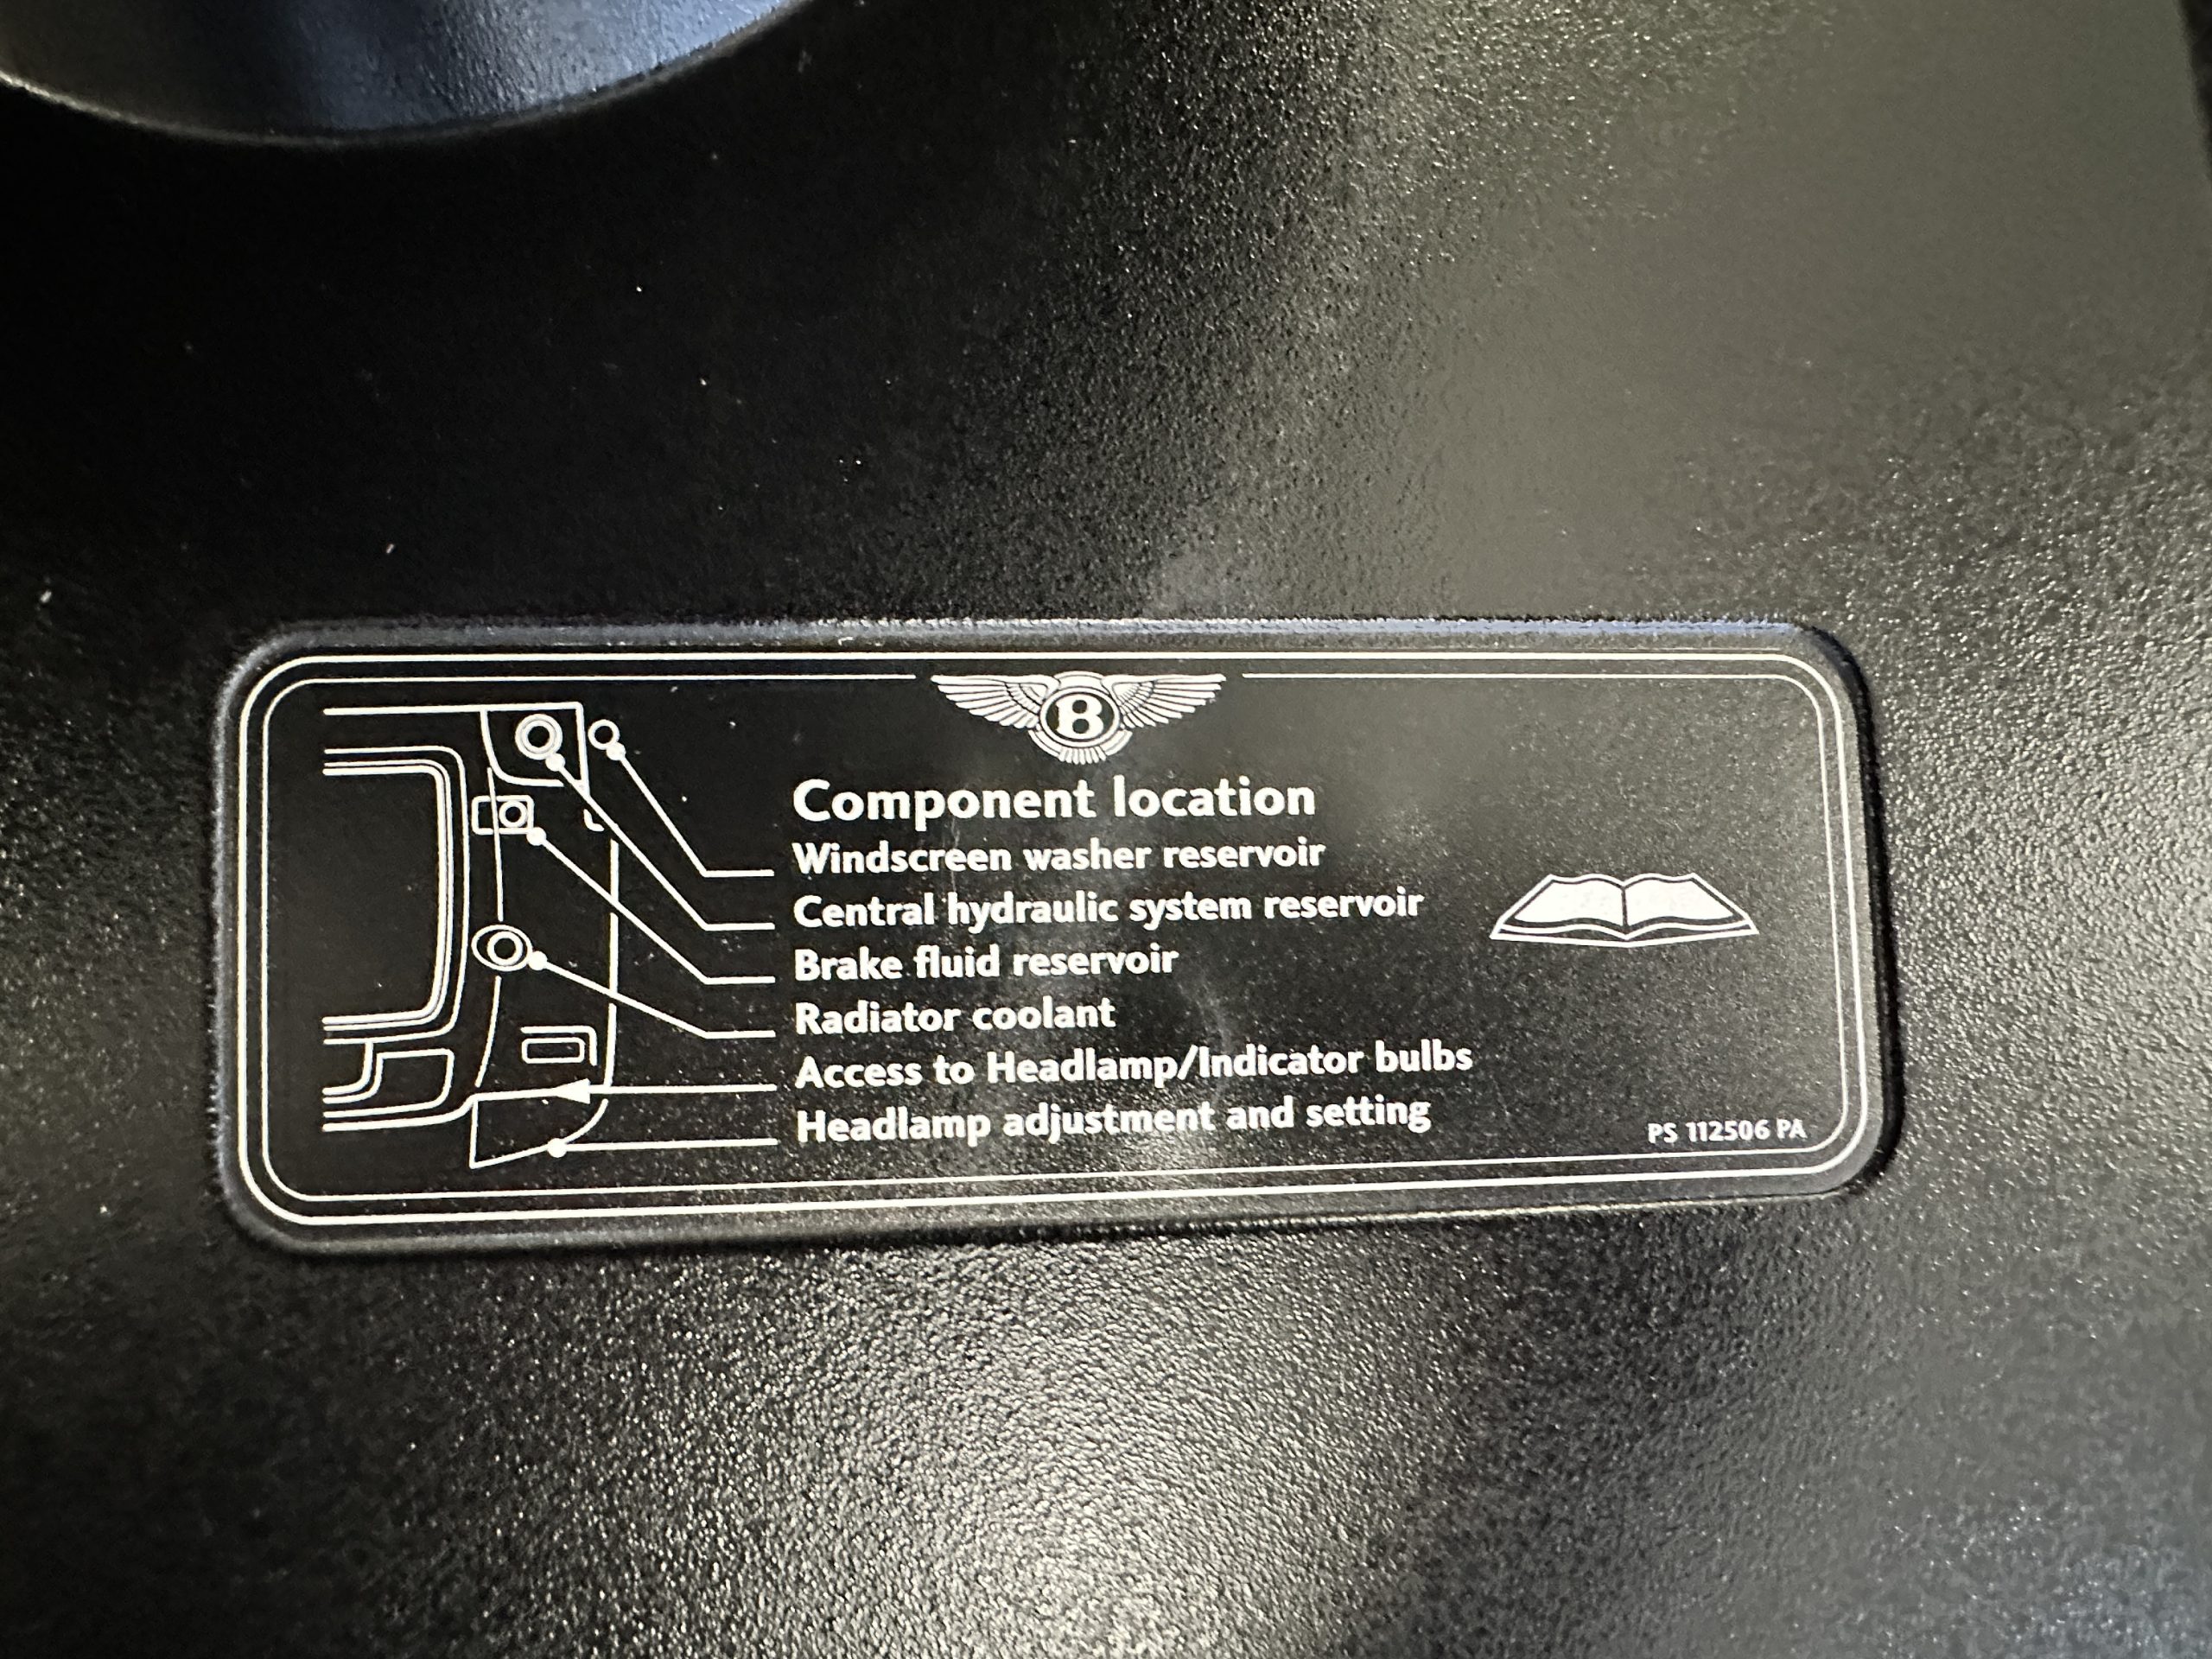 B
Component location
Windscreen washer reservoir
Central hydraulic system reservoir
Brake fluid reservoir
Radiator coolant
Access to Headlamp/Indicator bulbs
Headlamp adjustment and setting
PS 112506 PA